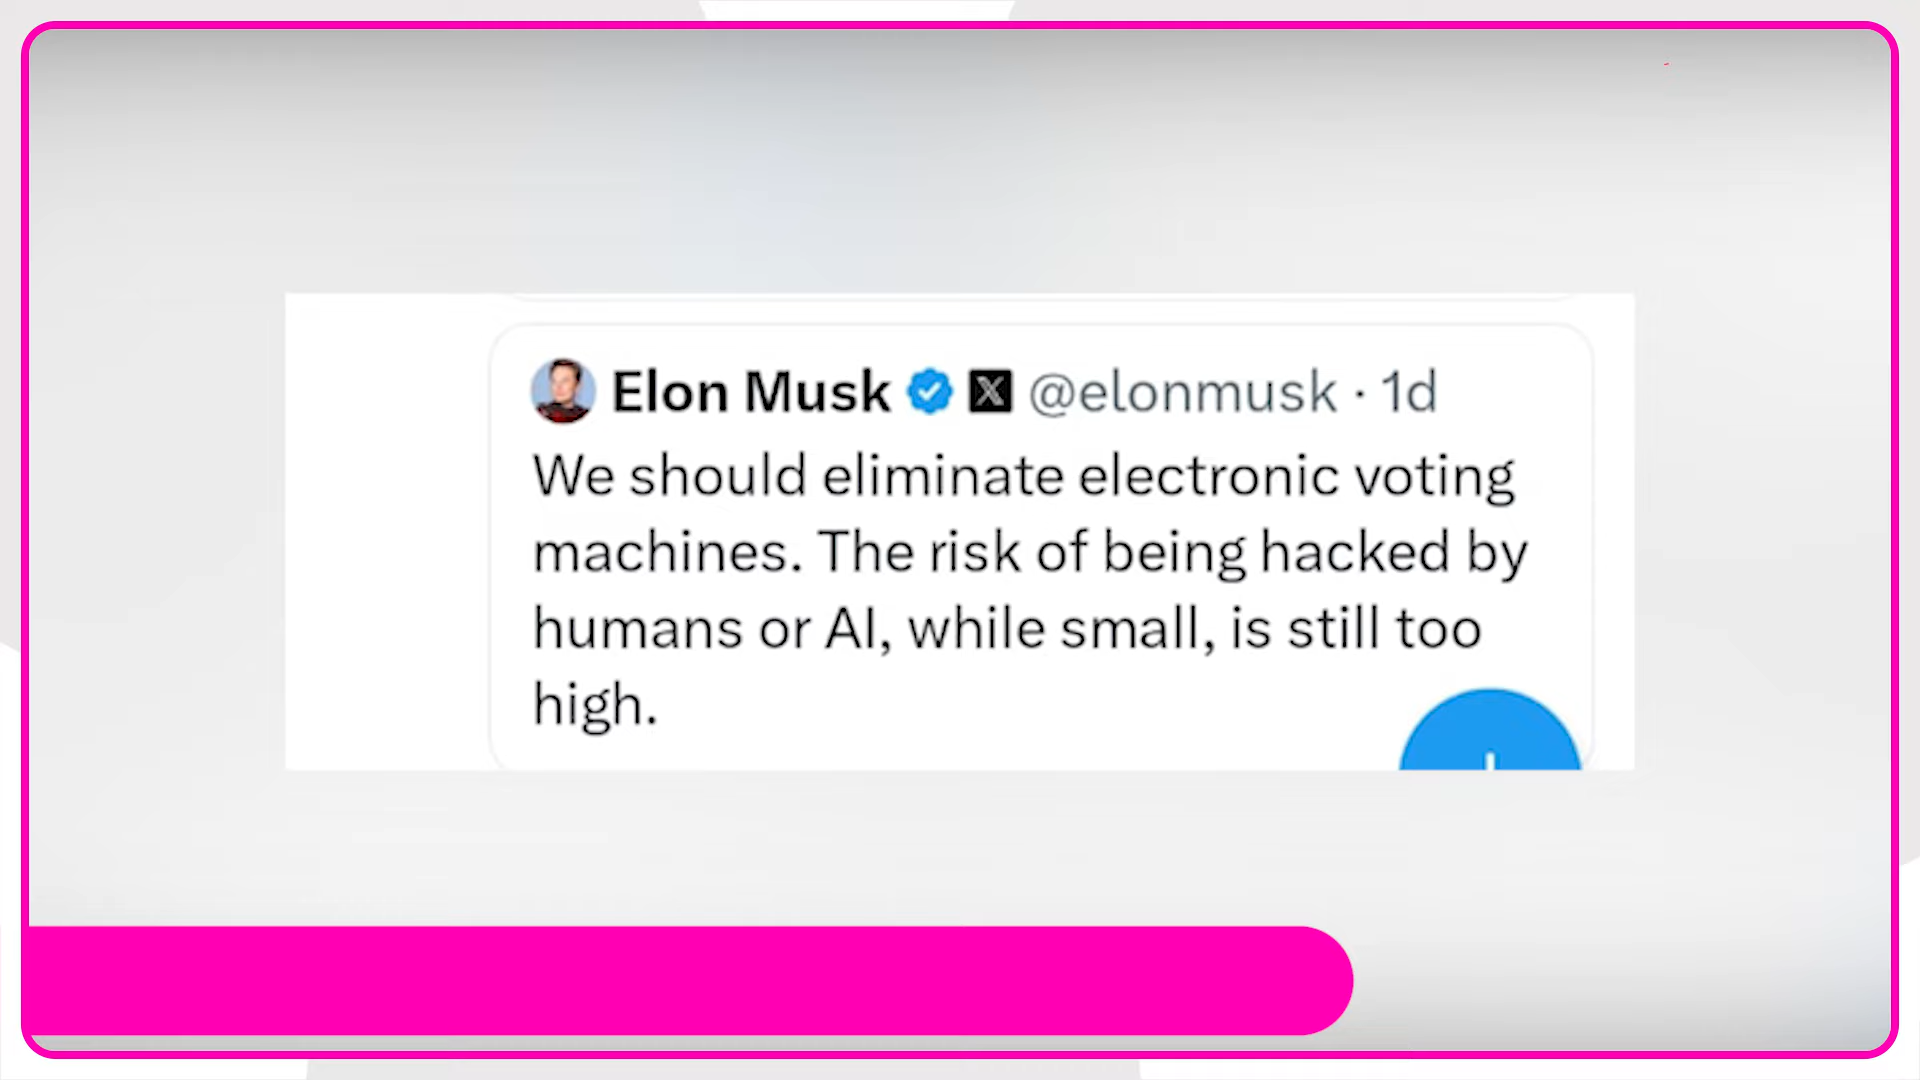 Elon Musk @elonmusk · 1d
We should eliminate electronic voting
machines. The risk of being hacked by
humans or AI, while small, is still too
high.